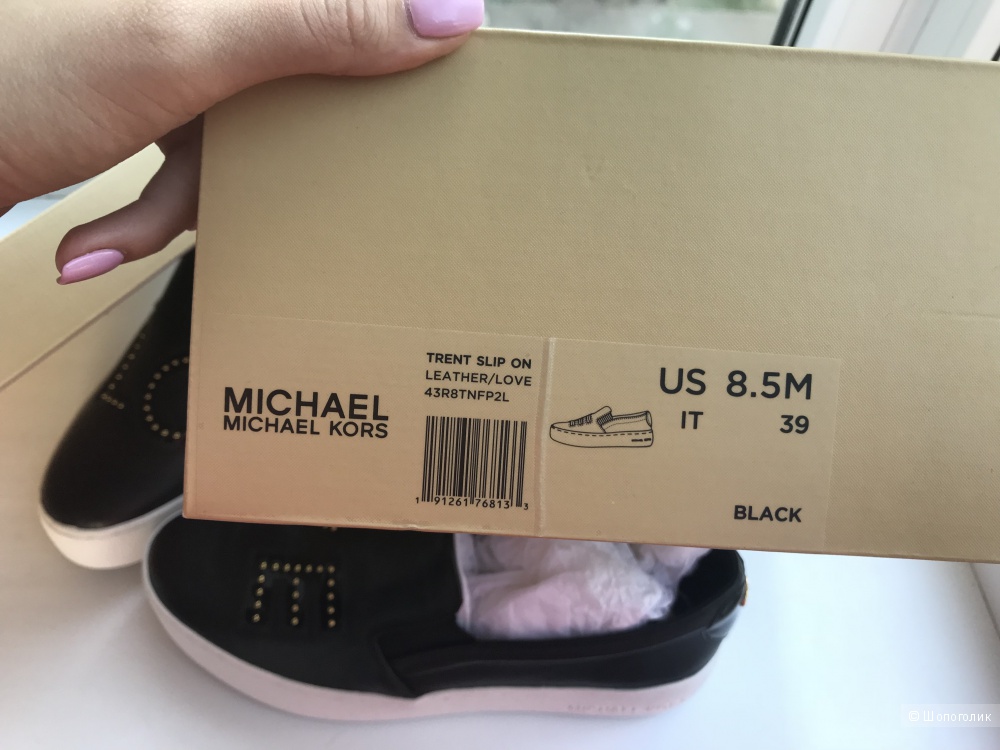 MICHAEL
MICHAEL KORS
TRENT SLIP ON
LEATHER/LOVE
43R8TNFP2L
1 91261 76813 3
US 8.5M
IT 39
BLACK
© Шопоголик